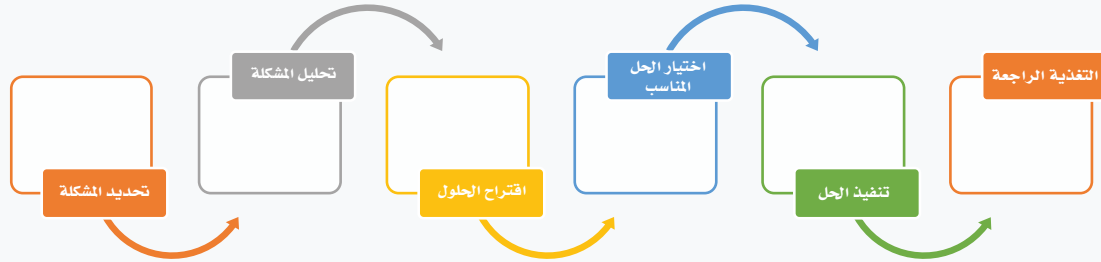 تحديد المشكلة
تحليل المشكلة
اقتراح الحلول
اختيار الحل
المناسب
تنفيذ الحل
التغذية الراجعة